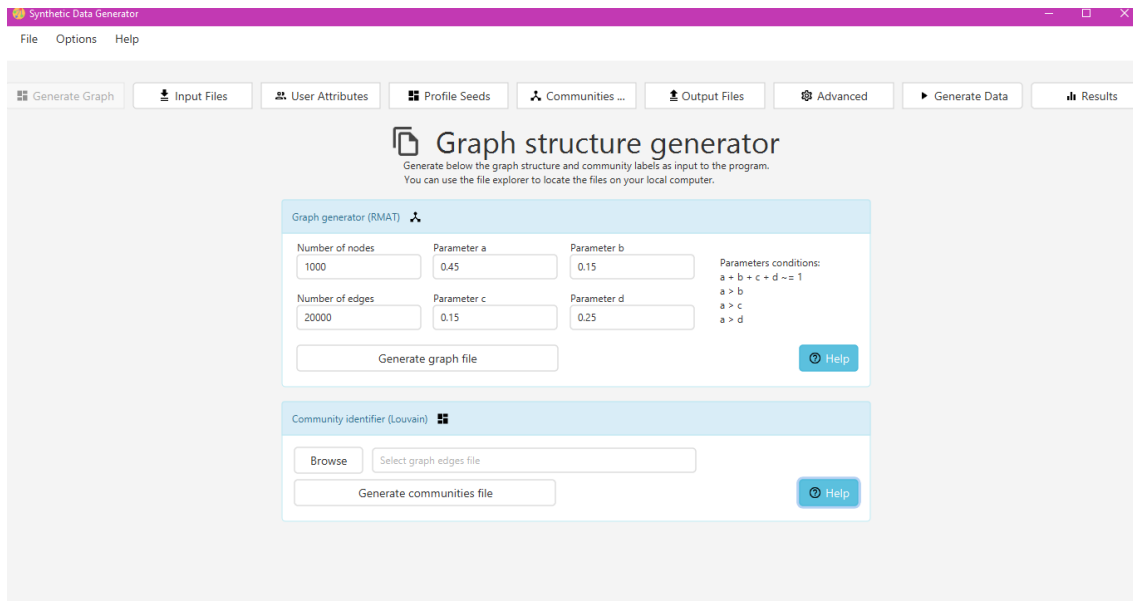 Synthetic Data Generator
File Options Help
Generate Graph Input Files User Attributes Profile Seeds Communities ... Output Files Advanced Generate Data Results
Graph structure generator
Generate below the graph structure and community labels as input to the program.
You can use the file explorer to locate the files on your local computer.
Graph generator (RMAT)
Number of nodes Parameter a Parameter b
1000 0.45 0.15
Number of edges Parameter c Parameter d
20000 0.15 0.25
Parameters conditions:
a + b + c + d ~= 1
a > b
a > c
a > d
Generate graph file Help
Community identifier (Louvain)
Browse Select graph edges file
Generate communities file Help